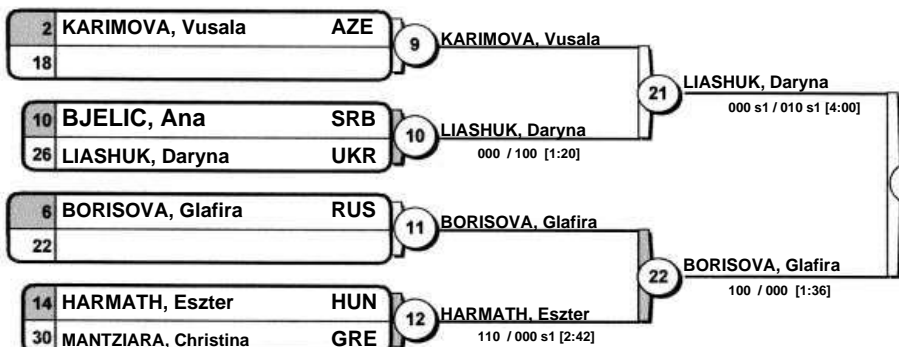 2 KARIMOVA, Vusala AZE
18
9
KARIMOVA, Vusala
10 BJELIC, Ana SRB
26 LIASHUK, Daryna UKR
10
LIASHUK, Daryna
000 / 100 [1:20]
21
LIASHUK, Daryna
000 s1 / 010 s1 [4:00]
6 BORISOVA, Glafira RUS
22
11
BORISOVA, Glafira
14 HARMATH, Eszter HUN
30 MANTZIARA, Christina GRE
12
HARMATH, Eszter
110 / 000 s1 [2:42]
22
BORISOVA, Glafira
100 / 000 [1:36]